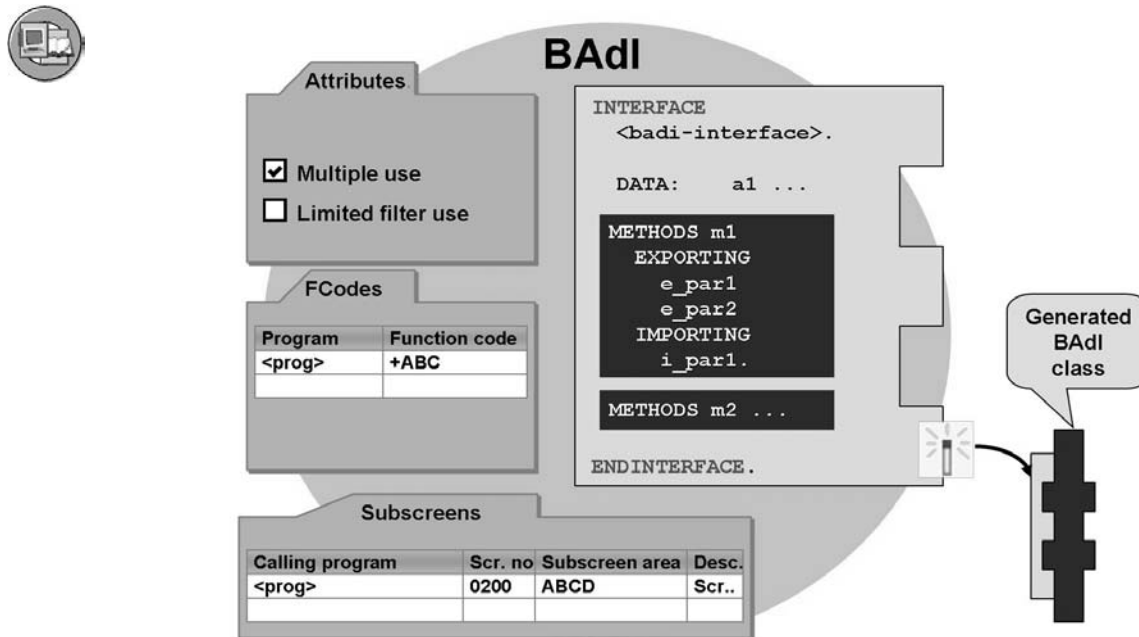 BAdI
Attributes
Multiple use
Limited filter use
FCodes
Program Function code
<prog> +ABC
Subscreens
Calling program Scr. no Subscreen area Desc.
<prog> 0200 ABCD Scr..
INTERFACE
<badi-interface>.
DATA: a1 ...
METHODS m1
EXPORTING
e_par1
e_par2
IMPORTING
i_par1.
METHODS m2 ...
ENDINTERFACE.
Generated
BAdI
class